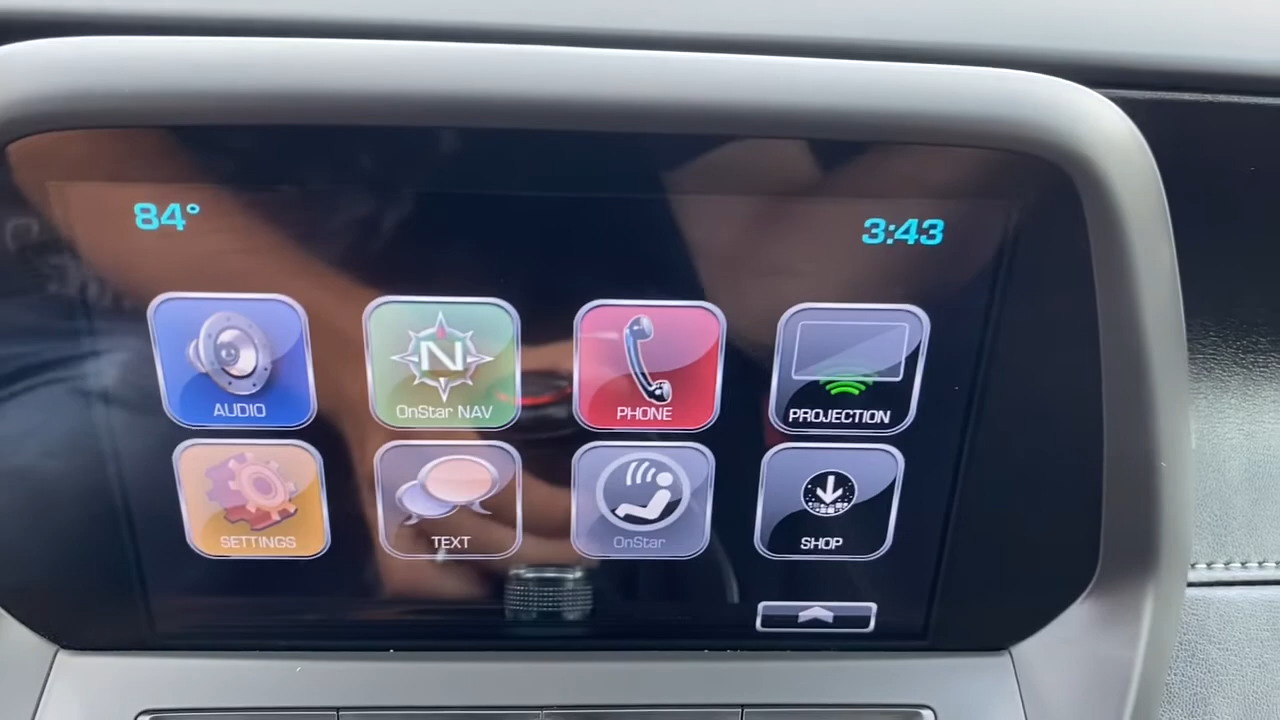 84° 3:43
AUDIO OnStar NAV PHONE PROJECTION
N
SETTINGS TEXT OnStar SHOP